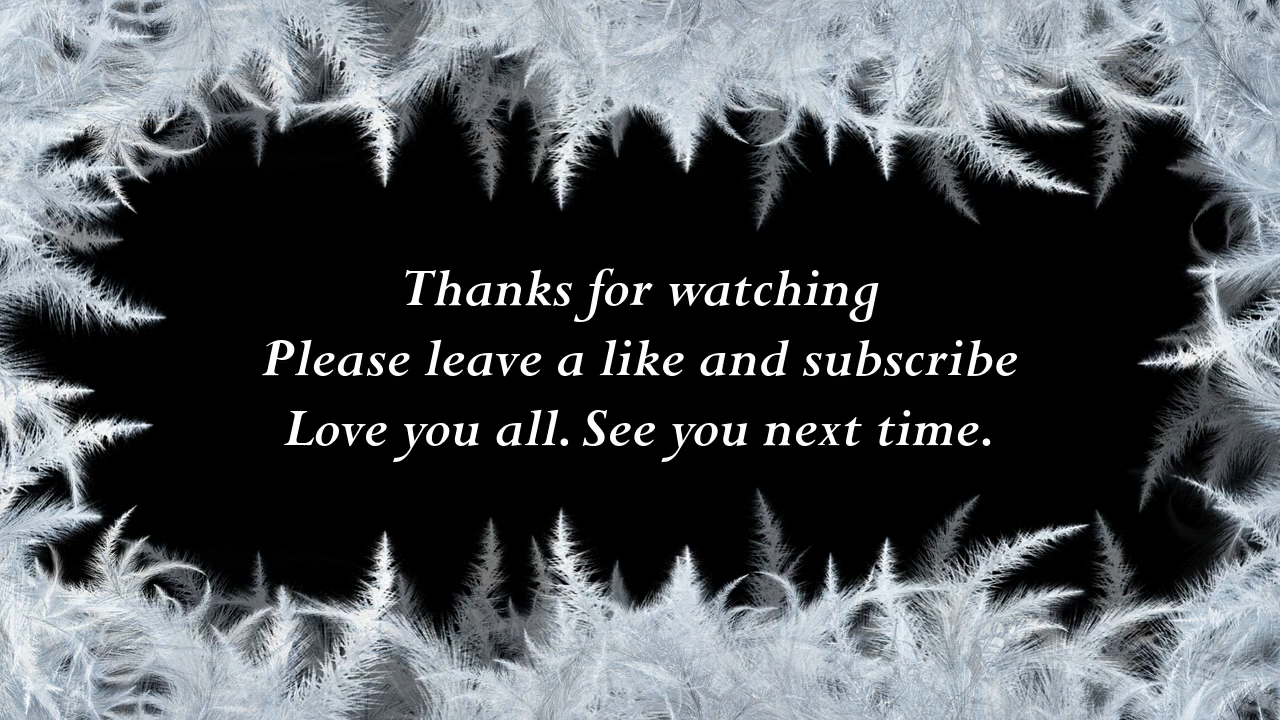 Thanks for watching
Please leave a like and subscribe
Love you all. See you next time.